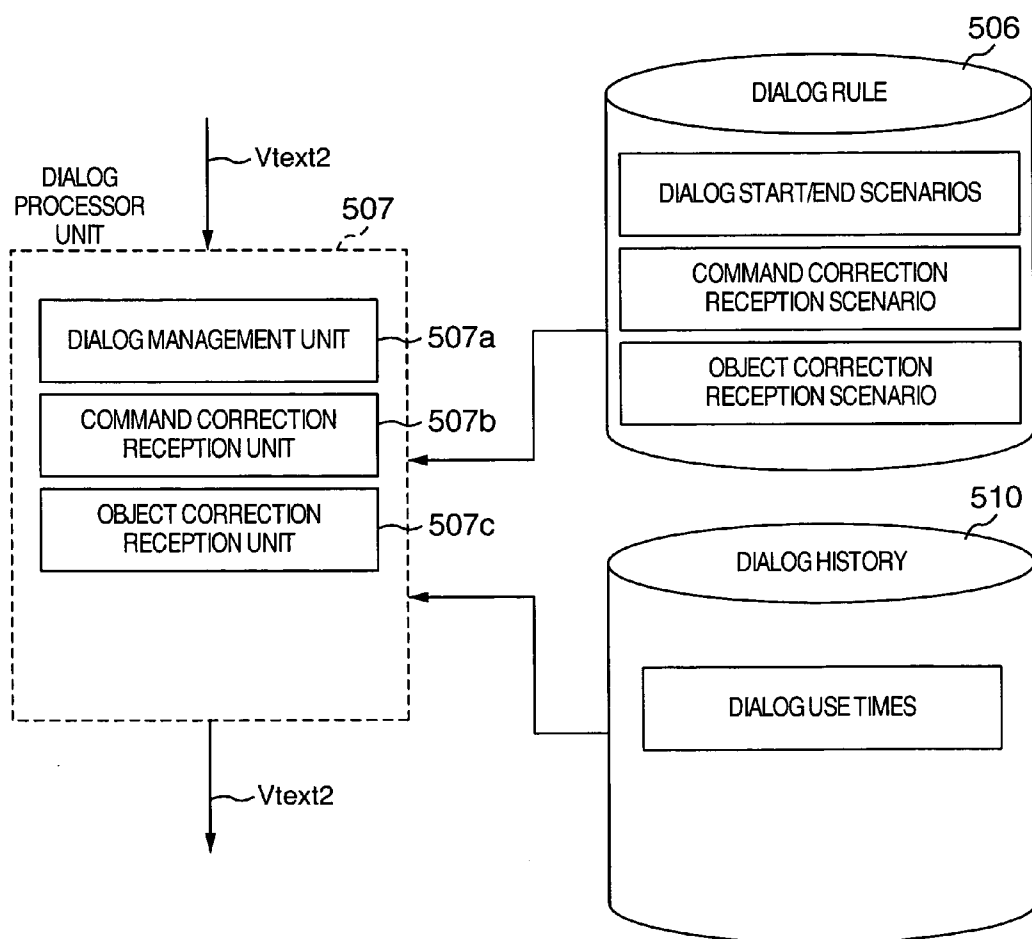 506
DIALOG RULE
Vtext2
DIALOG
PROCESSOR
UNIT
507
DIALOG START/END SCENARIOS
COMMAND CORRECTION
RECEPTION SCENARIO
OBJECT CORRECTION
RECEPTION SCENARIO
DIALOG MANAGEMENT UNIT
507a
COMMAND CORRECTION
RECEPTION UNIT
507b
OBJECT CORRECTION
RECEPTION UNIT
507c
510
DIALOG HISTORY
DIALOG USE TIMES
Vtext2